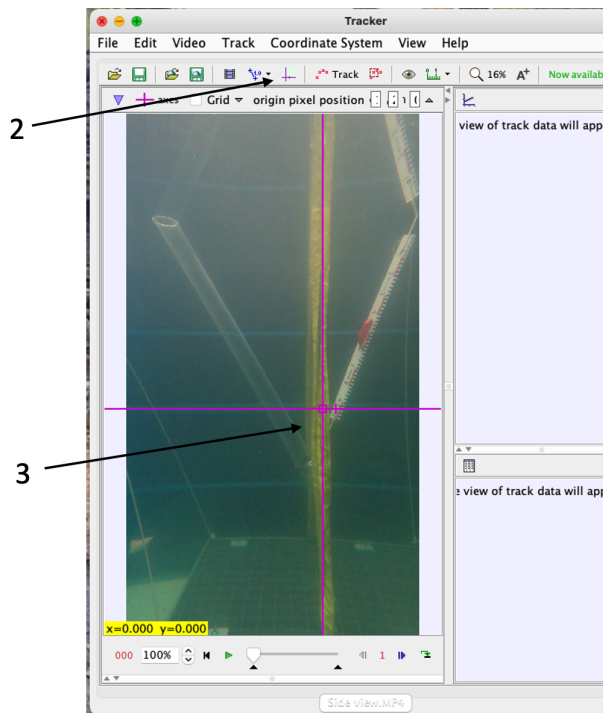 Tracker
File Edit Video Track Coordinate System View Help
Track 16% A+ Now availab
2
axes Grid origin pixel position
view of track data will app
3
e view of track data will app
x=0.000 y=0.000
000 100% 1
Side view.MP4